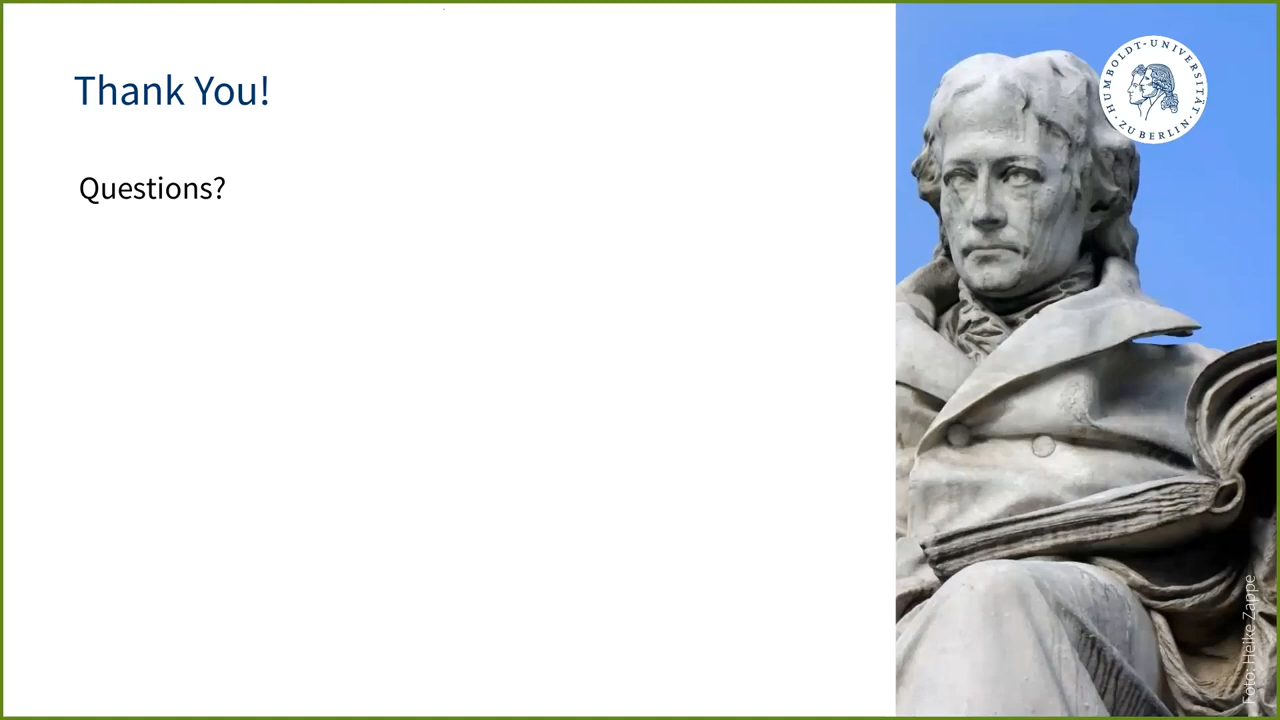 Thank You!
Questions?
HUMBOLDT-UNIVERSITÄT
· ZU BERLIN ·
Foto: Heike Zappe